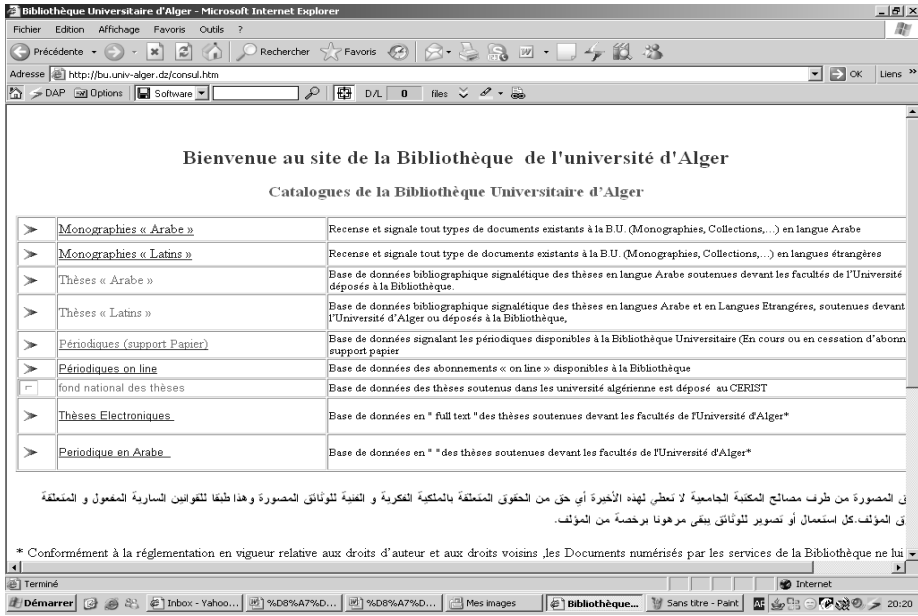 Bibliothèque Universitaire d'Alger - Microsoft Internet Explorer
Fichier Edition Affichage Favoris Outils ?
Précédente Rechercher Favoris
Adresse http://bu.univ-alger.dz/consul.htm OK Liens »
DAP Options Software D/L 0 files
Bienvenue au site de la Bibliothèque de l'université d'Alger
Catalogues de la Bibliothèque Universitaire d'Alger
Monographies « Arabe » Recense et signale tout types de documents existants à la B.U. (Monographies, Collections,...) en langue Arabe
Monographies « Latins » Recense et signale tout type de documents existants à la B.U. (Monographies, Collections,...) en langues étrangères
Thèses « Arabe » Base de données bibliographique signalétique des thèses en langue Arabe soutenues devant les facultés de l'Université
déposés à la Bibliothèque.
Thèses « Latins » Base de données bibliographique signalétique des thèses en langues Arabe et en Langues Etrangéres, soutenues devant
l'Université d'Alger ou déposés à la Bibliothèque,
Périodiques (support Papier) Base de données signalant les périodiques disponibles à la Bibliothèque Universitaire (En cours ou en cessation d'abonn
support papier
Périodiques on line Base de données des abonnements « on line » disponibles à la Bibliothèque
fond national des thèses Base de données des thèses soutenus dans les université algérienne est déposé au CERIST
Thèses Electroniques Base de données en " full text "des thèses soutenues devant les facultés de l'Université d'Alger*
Periodique en Arabe Base de données en " "des thèses soutenues devant les facultés de l'Université d'Alger*
ق المصورة من طرف مصالح المكتبة الجامعية لا تعطي لهذه الأخيرة أي حق من الحقوق المتعلقة بالملكية الفكرية و الفنية للوثائق المصورة وهذا طبقا للقوانين السارية المفعول و المتعلقة
ق المؤلف.كل استعمال أو تصوير للوثائق يبقى مرهونا برخصة من المؤلف.
* Conformément à la réglementation en vigueur relative aux droits d'auteur et aux droits voisins ,les Documents numérisés par les services de la Bibliothèque ne lui
Terminé Internet
Démarrer Inbox - Yahoo... %D8%A7%D... %D8%A7%D... Mes images Bibliothèque... Sans titre - Paint AF 20:20